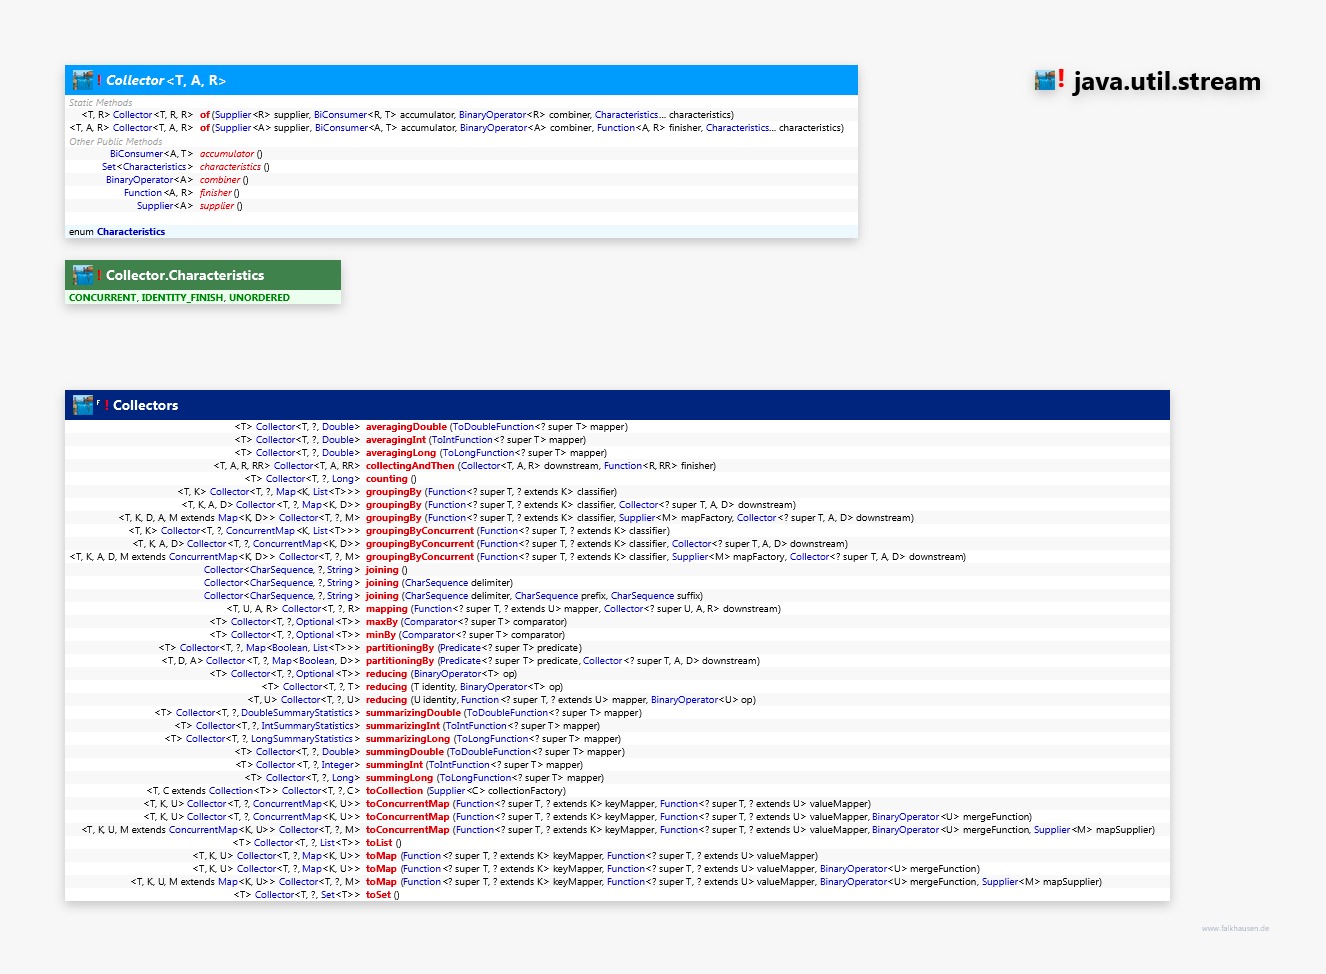 ! java.util.stream
! Collector<T, A, R>
Static Methods
<T, R> Collector<T, R, R> of (Supplier<R> supplier, BiConsumer<R, T> accumulator, BinaryOperator<R> combiner, Characteristics... characteristics)
<T, A, R> Collector<T, A, R> of (Supplier<A> supplier, BiConsumer<A, T> accumulator, BinaryOperator<A> combiner, Function<A, R> finisher, Characteristics... characteristics)
Other Public Methods
BiConsumer<A, T> accumulator ()
Set<Characteristics> characteristics ()
BinaryOperator<A> combiner ()
Function<A, R> finisher ()
Supplier<A> supplier ()
enum Characteristics
! Collector.Characteristics
CONCURRENT, IDENTITY_FINISH, UNORDERED
F ! Collectors
<T> Collector<T, ?, Double> averagingDouble (ToDoubleFunction<? super T> mapper)
<T> Collector<T, ?, Double> averagingInt (ToIntFunction<? super T> mapper)
<T> Collector<T, ?, Double> averagingLong (ToLongFunction<? super T> mapper)
<T, A, R, RR> Collector<T, A, RR> collectingAndThen (Collector<T, A, R> downstream, Function<R, RR> finisher)
<T> Collector<T, ?, Long> counting ()
<T, K> Collector<T, ?, Map<K, List<T>>> groupingBy (Function<? super T, ? extends K> classifier)
<T, K, A, D> Collector<T, ?, Map<K, D>> groupingBy (Function<? super T, ? extends K> classifier, Collector<? super T, A, D> downstream)
<T, K, D, A, M extends Map<K, D>> Collector<T, ?, M> groupingBy (Function<? super T, ? extends K> classifier, Supplier<M> mapFactory, Collector<? super T, A, D> downstream)
<T, K> Collector<T, ?, ConcurrentMap<K, List<T>>> groupingByConcurrent (Function<? super T, ? extends K> classifier)
<T, K, A, D> Collector<T, ?, ConcurrentMap<K, D>> groupingByConcurrent (Function<? super T, ? extends K> classifier, Collector<? super T, A, D> downstream)
<T, K, A, D, M extends ConcurrentMap<K, D>> Collector<T, ?, M> groupingByConcurrent (Function<? super T, ? extends K> classifier, Supplier<M> mapFactory, Collector<? super T, A, D> downstream)
Collector<CharSequence, ?, String> joining ()
Collector<CharSequence, ?, String> joining (CharSequence delimiter)
Collector<CharSequence, ?, String> joining (CharSequence delimiter, CharSequence prefix, CharSequence suffix)
<T, U, A, R> Collector<T, ?, R> mapping (Function<? super T, ? extends U> mapper, Collector<? super U, A, R> downstream)
<T> Collector<T, ?, Optional<T>> maxBy (Comparator<? super T> comparator)
<T> Collector<T, ?, Optional<T>> minBy (Comparator<? super T> comparator)
<T> Collector<T, ?, Map<Boolean, List<T>>> partitioningBy (Predicate<? super T> predicate)
<T, D, A> Collector<T, ?, Map<Boolean, D>> partitioningBy (Predicate<? super T> predicate, Collector<? super T, A, D> downstream)
<T> Collector<T, ?, Optional<T>> reducing (BinaryOperator<T> op)
<T> Collector<T, ?, T> reducing (T identity, BinaryOperator<T> op)
<T, U> Collector<T, ?, U> reducing (U identity, Function<? super T, ? extends U> mapper, BinaryOperator<U> op)
<T> Collector<T, ?, DoubleSummaryStatistics> summarizingDouble (ToDoubleFunction<? super T> mapper)
<T> Collector<T, ?, IntSummaryStatistics> summarizingInt (ToIntFunction<? super T> mapper)
<T> Collector<T, ?, LongSummaryStatistics> summarizingLong (ToLongFunction<? super T> mapper)
<T> Collector<T, ?, Double> summingDouble (ToDoubleFunction<? super T> mapper)
<T> Collector<T, ?, Integer> summingInt (ToIntFunction<? super T> mapper)
<T> Collector<T, ?, Long> summingLong (ToLongFunction<? super T> mapper)
<T, C extends Collection<T>> Collector<T, ?, C> toCollection (Supplier<C> collectionFactory)
<T, K, U> Collector<T, ?, ConcurrentMap<K, U>> toConcurrentMap (Function<? super T, ? extends K> keyMapper, Function<? super T, ? extends U> valueMapper)
<T, K, U> Collector<T, ?, ConcurrentMap<K, U>> toConcurrentMap (Function<? super T, ? extends K> keyMapper, Function<? super T, ? extends U> valueMapper, BinaryOperator<U> mergeFunction)
<T, K, U, M extends ConcurrentMap<K, U>> Collector<T, ?, M> toConcurrentMap (Function<? super T, ? extends K> keyMapper, Function<? super T, ? extends U> valueMapper, BinaryOperator<U> mergeFunction, Supplier<M> mapSupplier)
<T> Collector<T, ?, List<T>> toList ()
<T, K, U> Collector<T, ?, Map<K, U>> toMap (Function<? super T, ? extends K> keyMapper, Function<? super T, ? extends U> valueMapper)
<T, K, U> Collector<T, ?, Map<K, U>> toMap (Function<? super T, ? extends K> keyMapper, Function<? super T, ? extends U> valueMapper, BinaryOperator<U> mergeFunction)
<T, K, U, M extends Map<K, U>> Collector<T, ?, M> toMap (Function<? super T, ? extends K> keyMapper, Function<? super T, ? extends U> valueMapper, BinaryOperator<U> mergeFunction, Supplier<M> mapSupplier)
<T> Collector<T, ?, Set<T>> toSet ()
www.falkhausen.de